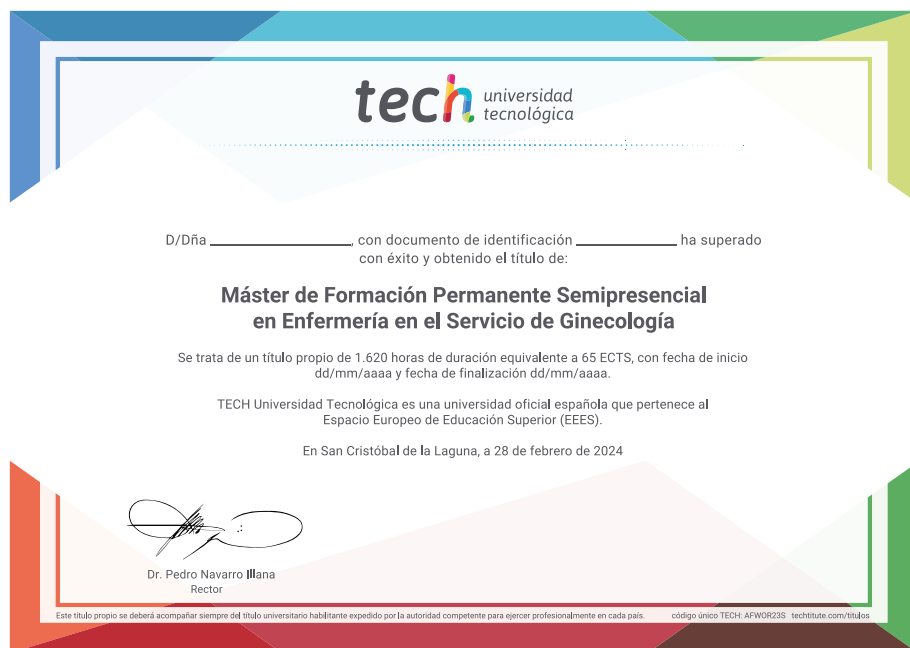 tech universidad
tecnológica
D/Dña ____________________, con documento de identificación ______________ ha superado
con éxito y obtenido el título de:
Máster de Formación Permanente Semipresencial
en Enfermería en el Servicio de Ginecología
Se trata de un título propio de 1.620 horas de duración equivalente a 65 ECTS, con fecha de inicio
dd/mm/aaaa y fecha de finalización dd/mm/aaaa.
TECH Universidad Tecnológica es una universidad oficial española que pertenece al
Espacio Europeo de Educación Superior (EEES).
En San Cristóbal de la Laguna, a 28 de febrero de 2024
Dr. Pedro Navarro Illana
Rector
Este título propio se deberá acompañar siempre del título universitario habilitante expedido por la autoridad competente para ejercer profesionalmente en cada país. código único TECH: AFWOR23S techtitute.com/titulos